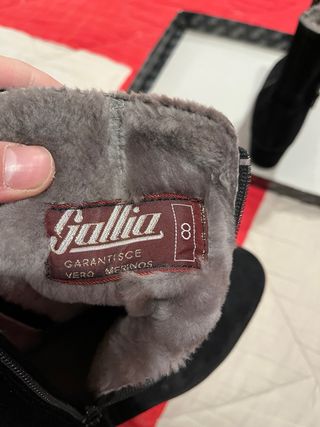 Gallia
8
GARANTISCE
VERO MERINOS